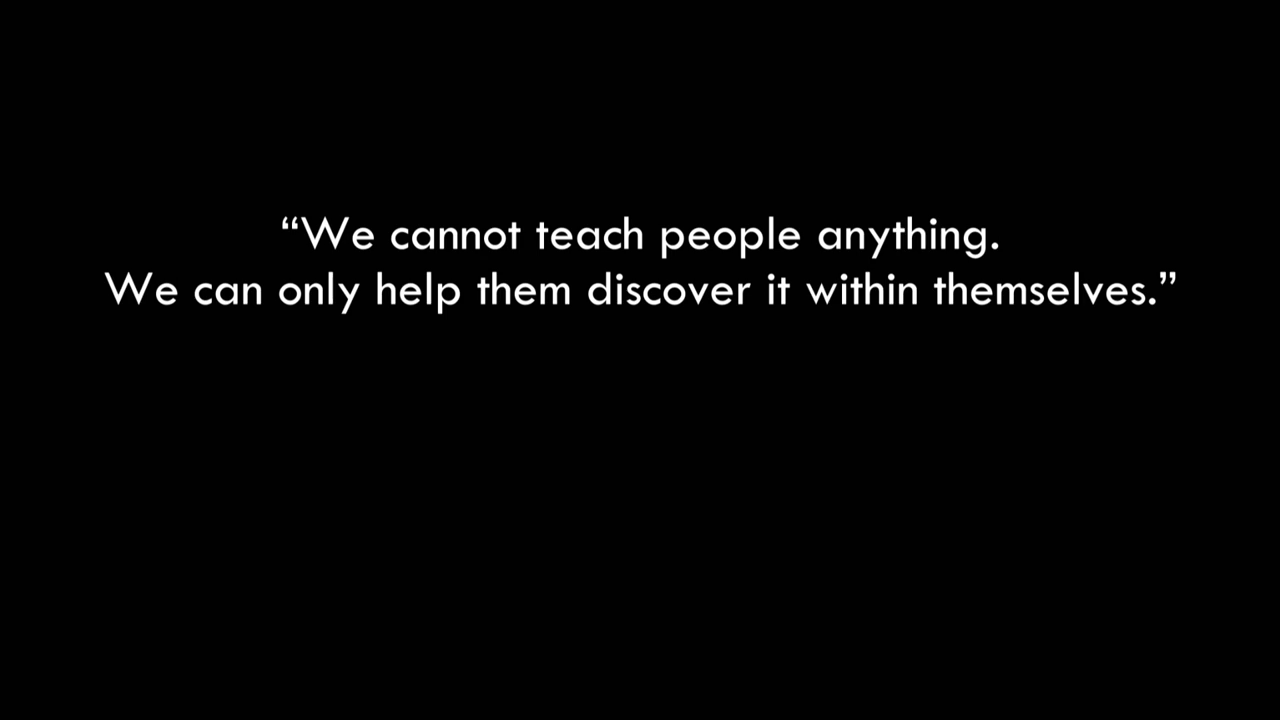 “We cannot teach people anything.
We can only help them discover it within themselves.”